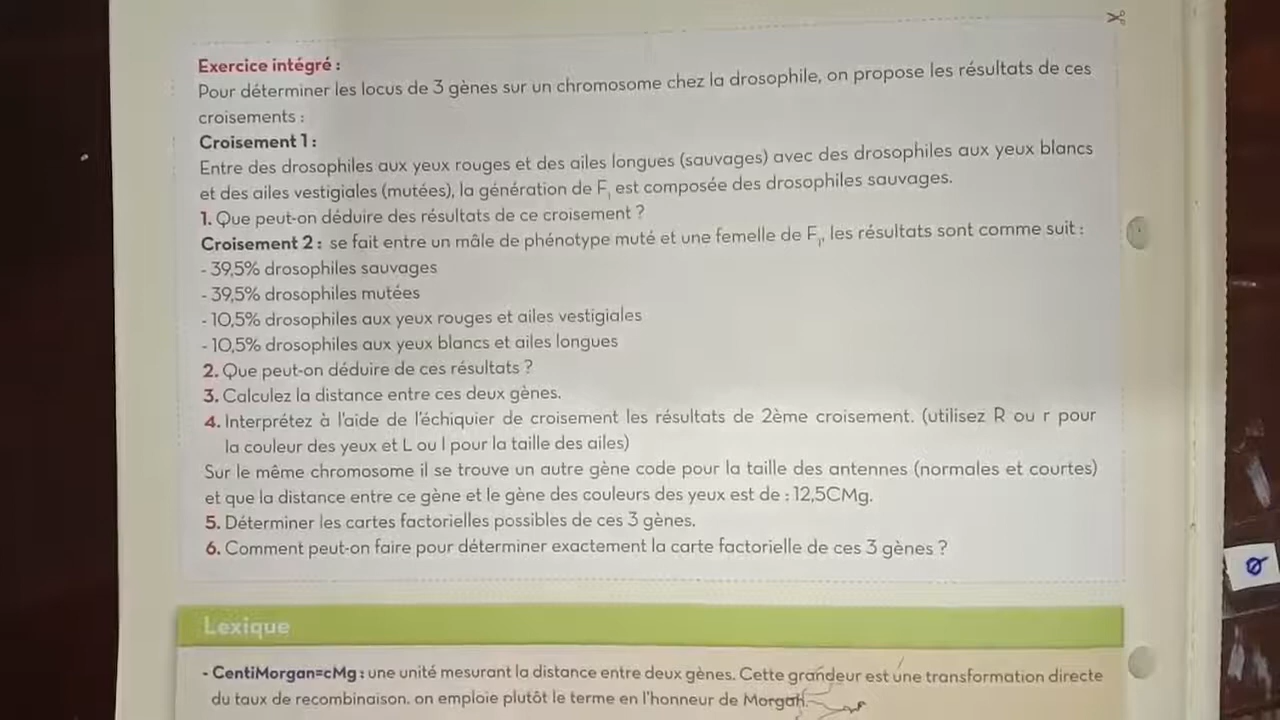 Exercice intégré :
Pour déterminer les locus de 3 gènes sur un chromosome chez la drosophile, on propose les résultats de ces
croisements :
Croisement 1 :
Entre des drosophiles aux yeux rouges et des ailes longues (sauvages) avec des drosophiles aux yeux blancs
et des ailes vestigiales (mutées), la génération de F₁ est composée des drosophiles sauvages.
1. Que peut-on déduire des résultats de ce croisement ?
Croisement 2 : se fait entre un mâle de phénotype muté et une femelle de F₁, les résultats sont comme suit :
- 39,5% drosophiles sauvages
- 39,5% drosophiles mutées
- 10,5% drosophiles aux yeux rouges et ailes vestigiales
- 10,5% drosophiles aux yeux blancs et ailes longues
2. Que peut-on déduire de ces résultats ?
3. Calculez la distance entre ces deux gènes.
4. Interprétez à l'aide de l'échiquier de croisement les résultats de 2ème croisement. (utilisez R ou r pour
la couleur des yeux et L ou l pour la taille des ailes)
Sur le même chromosome il se trouve un autre gène code pour la taille des antennes (normales et courtes)
et que la distance entre ce gène et le gène des couleurs des yeux est de : 12,5CMg.
5. Déterminer les cartes factorielles possibles de ces 3 gènes.
6. Comment peut-on faire pour déterminer exactement la carte factorielle de ces 3 gènes ?
Lexique
- CentiMorgan=cMg : une unité mesurant la distance entre deux gènes. Cette grandeur est une transformation directe
du taux de recombinaison. on emploie plutôt le terme en l'honneur de Morgan.